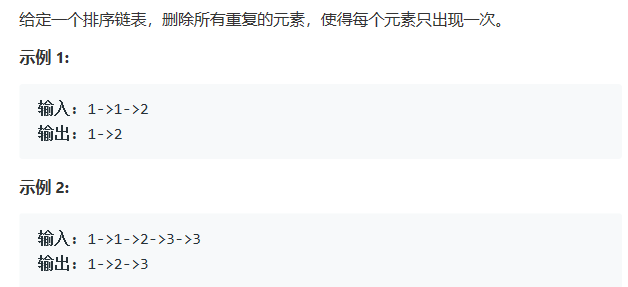 给定一个排序链表，删除所有重复的元素，使得每个元素只出现一次。
示例 1:
输入: 1->1->2
输出: 1->2
示例 2:
输入: 1->1->2->3->3
输出: 1->2->3